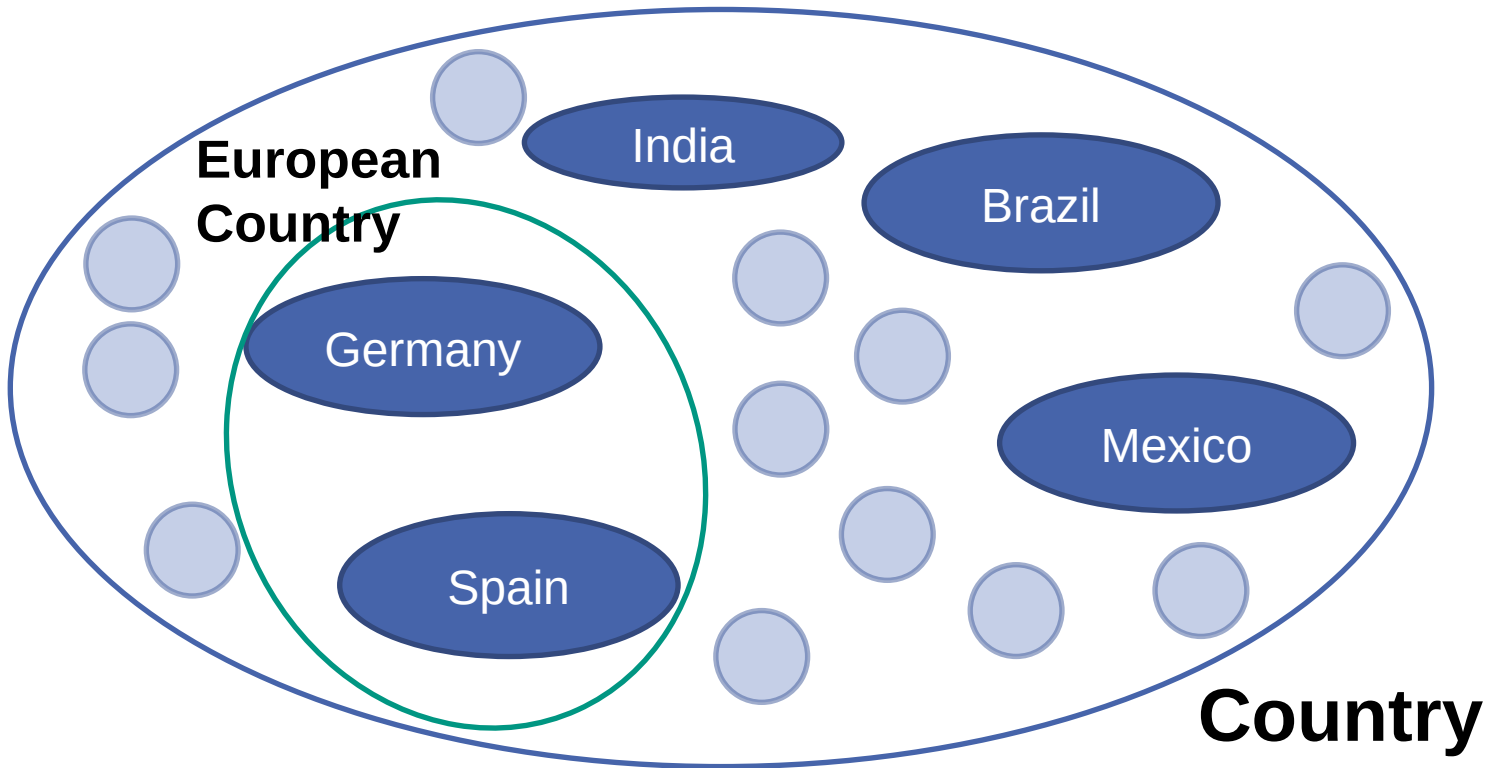 European
Country
India
Brazil
Germany
Mexico
Spain
Country